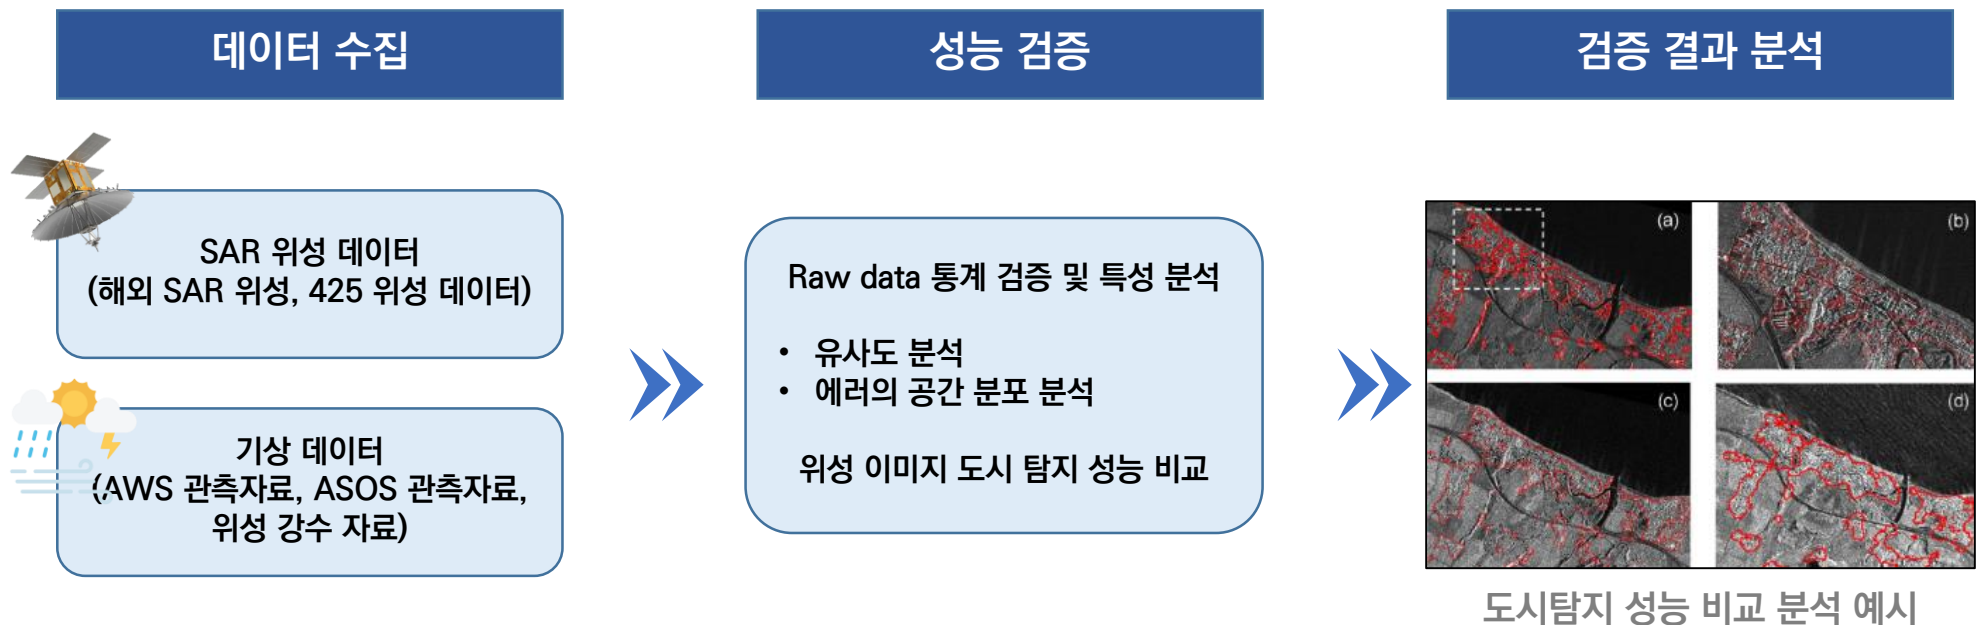 데이터 수집
성능 검증
검증 결과 분석
SAR 위성 데이터
(해외 SAR 위성, 425 위성 데이터)
기상 데이터
(AWS 관측자료, ASOS 관측자료,
위성 강수 자료)
Raw data 통계 검증 및 특성 분석
• 유사도 분석
• 에러의 공간 분포 분석
위성 이미지 도시 탐지 성능 비교
(a)
(b)
(c)
(d)
도시탐지 성능 비교 분석 예시